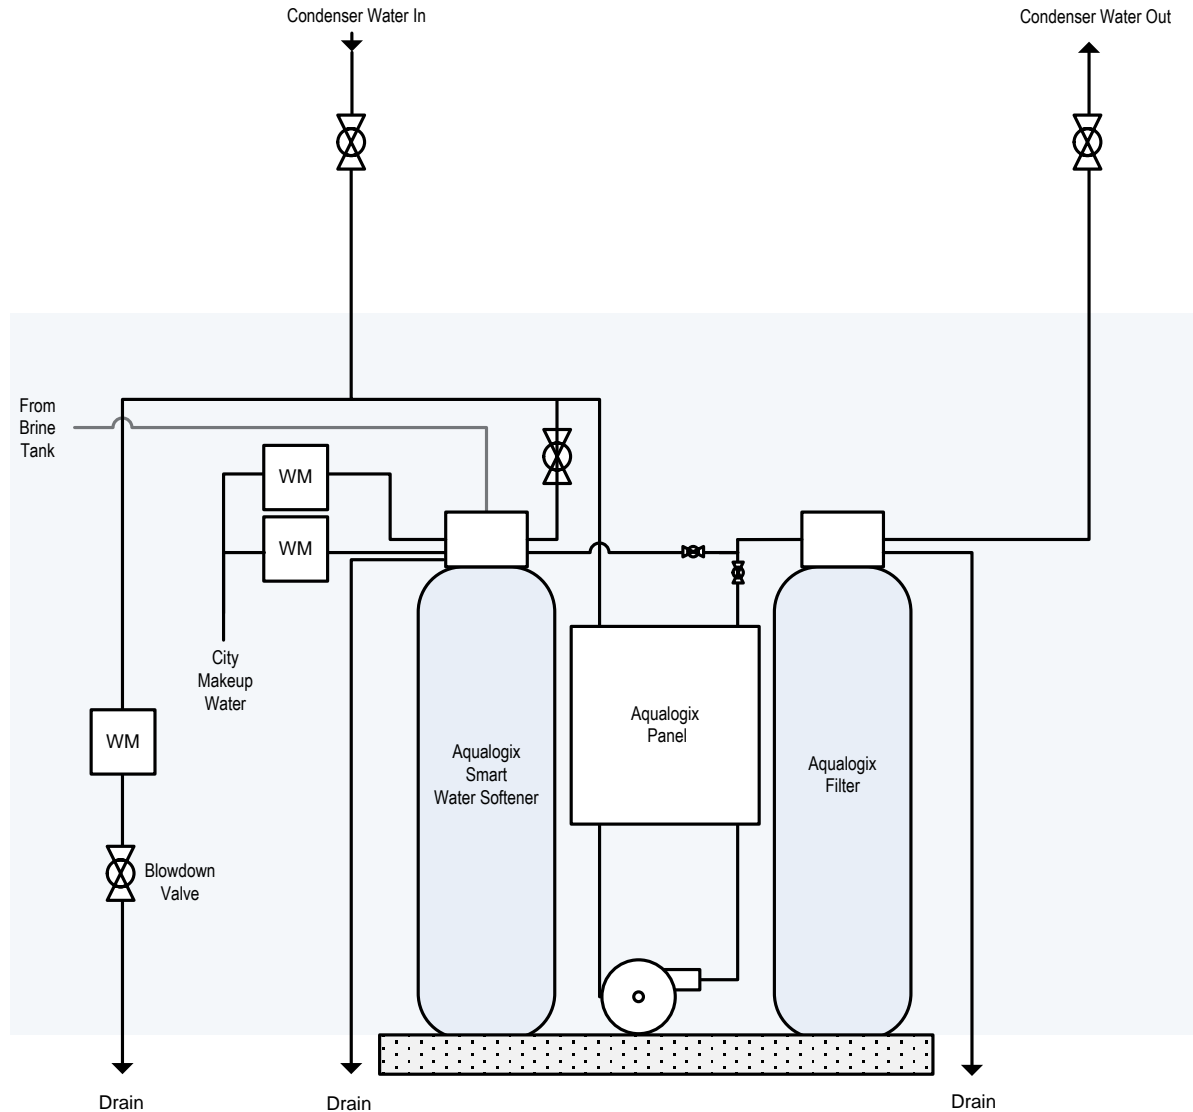 Condenser Water In
Condenser Water Out
From
Brine
Tank
WM
WM
City
Makeup
Water
WM
Aqualogix
Panel
Aqualogix
Smart
Water Softener
Aqualogix
Filter
Blowdown
Valve
Drain
Drain
Drain